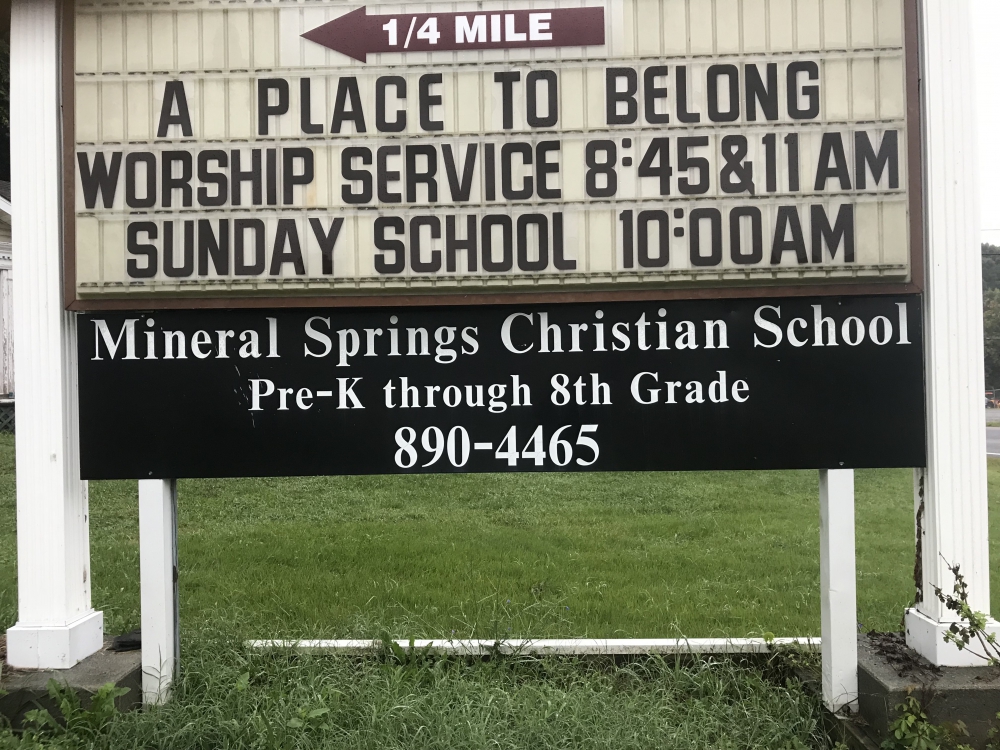 1/4 MILE
A PLACE TO BELONG
WORSHIP SERVICE 8:45&11 AM
SUNDAY SCHOOL 10:00AM
Mineral Springs Christian School
Pre-K through 8th Grade
890-4465